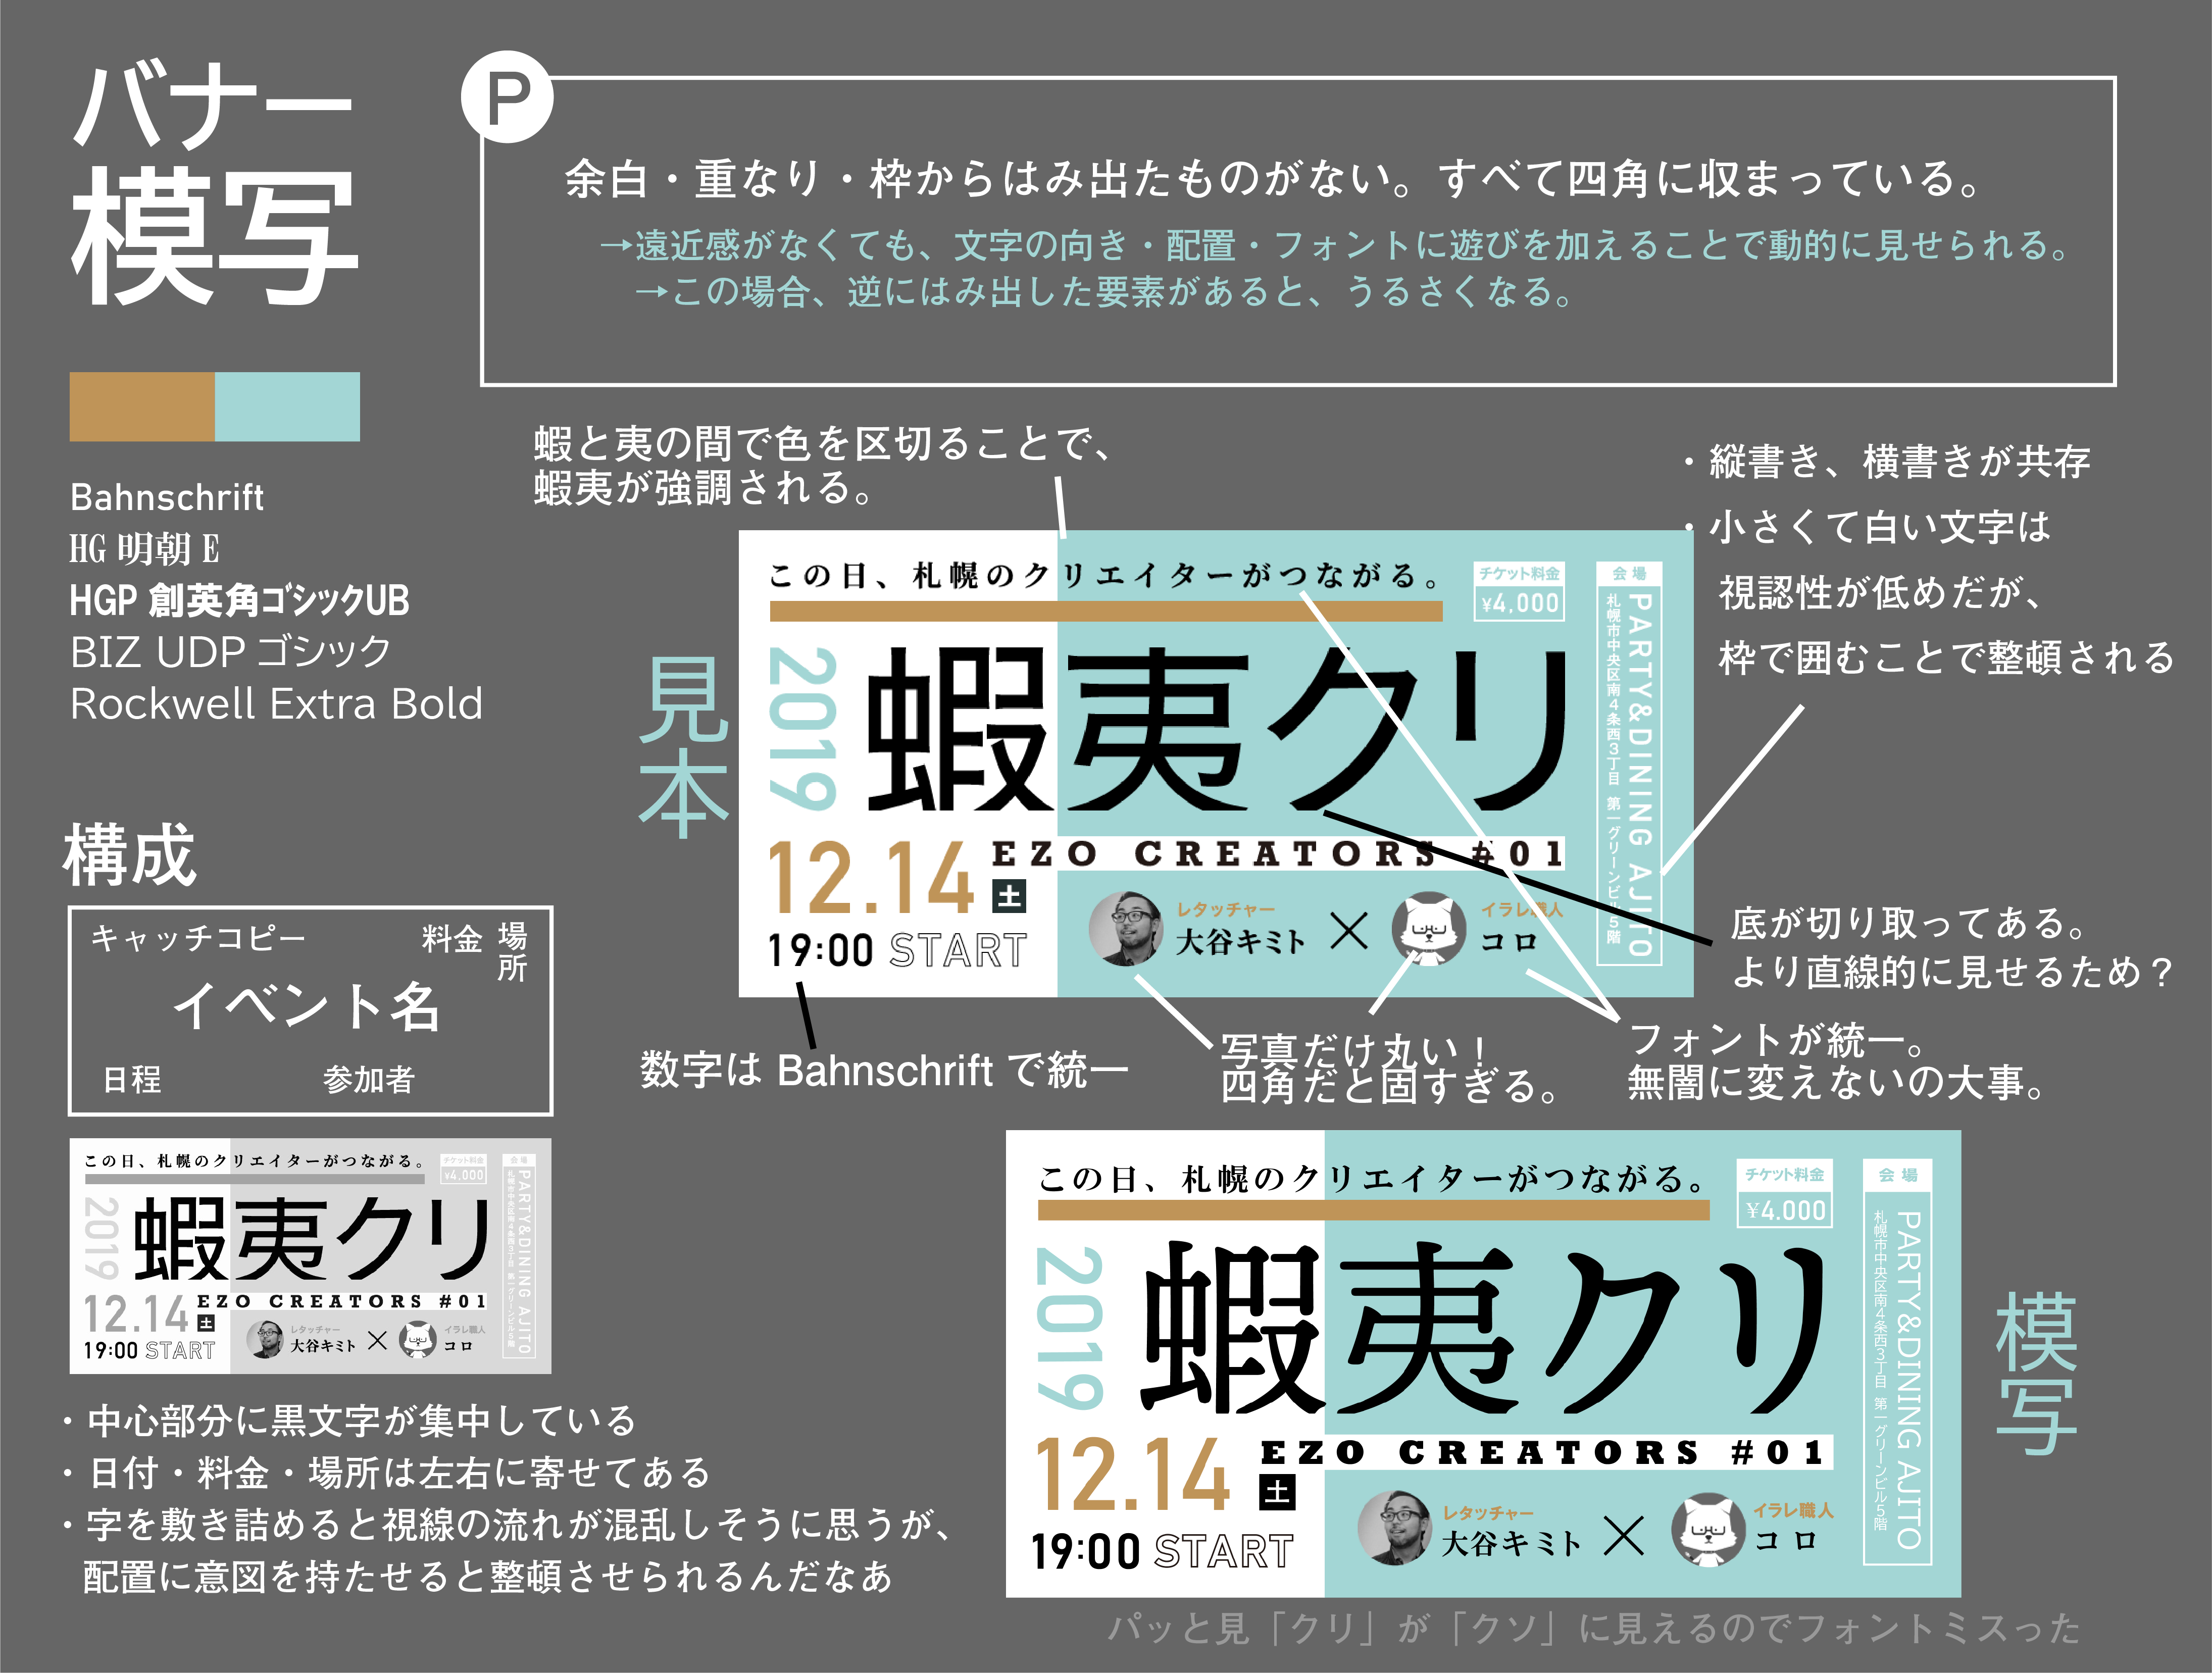 バナー
模写
P
余白・重なり・枠からはみ出たものがない。すべて四角に収まっている。
→遠近感がなくても、文字の向き・配置・フォントに遊びを加えることで動的に見せられる。
→この場合、逆にはみ出した要素があると、うるさくなる。
Bahnschrift
HG 明朝 E
HGP 創英角ゴシックUB
BIZ UDP ゴシック
Rockwell Extra Bold
構成
キャッチコピー
料金
場所
イベント名
日程
参加者
この日、札幌のクリエイターがつながる。
チケット料金
¥4,000
会場
PARTY&DINING AJITO
札幌市中央区南4条西3丁目 第一グリーンビル5階
2019
蝦夷クリ
12.14
土
EZO CREATORS #01
19:00 START
レタッチャー
大谷キミト
×
イラレ職人
コロ
・中心部分に黒文字が集中している
・日付・料金・場所は左右に寄せてある
・字を敷き詰めると視線の流れが混乱しそうに思うが、
配置に意図を持たせると整頓させられるんだなあ
蝦と夷の間で色を区切ることで、
蝦夷が強調される。
・縦書き、横書きが共存
・小さくて白い文字は
視認性が低めだが、
枠で囲むことで整頓される
見本
この日、札幌のクリエイターがつながる。
チケット料金
¥4,000
会場
PARTY&DINING AJITO
札幌市中央区南4条西3丁目 第一グリーンビル5階
2019
蝦夷クリ
12.14
土
EZO CREATORS #01
19:00 START
レタッチャー
大谷キミト
×
イラレ職人
コロ
底が切り取ってある。
より直線的に見せるため？
数字は Bahnschrift で統一
写真だけ丸い！
四角だと固すぎる。
フォントが統一。
無闇に変えないの大事。
この日、札幌のクリエイターがつながる。
チケット料金
¥4.000
会場
PARTY&DINING AJITO
札幌市中央区南4条西3丁目 第一グリーンビル5階
2019
蝦夷クリ
12.14
土
EZO CREATORS #01
19:00 START
レタッチャー
大谷キミト
×
イラレ職人
コロ
模写
パッと見「クリ」が「クソ」に見えるのでフォントミスった